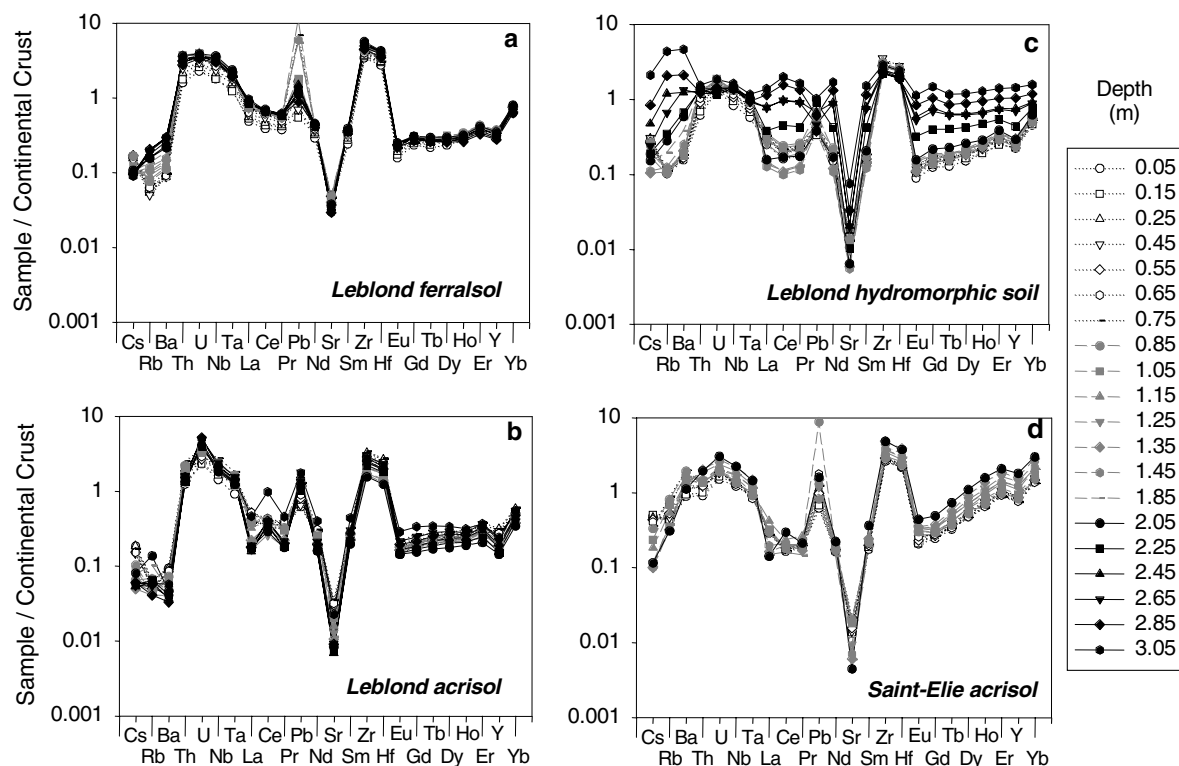 Sample / Continental Crust
10
1
0.1
0.01
0.001
a
Leblond ferralsol
Cs Ba U Ta Ce Pb Sr Zr Eu Tb Ho Y
Rb Th Nb La Pr Nd Sm Hf Gd Dy Er Yb
10
1
0.1
0.01
0.001
c
Leblond hydromorphic soil
Cs Ba U Ta Ce Pb Sr Zr Eu Tb Ho Y
Rb Th Nb La Pr Nd Sm Hf Gd Dy Er Yb
Sample / Continental Crust
10
1
0.1
0.01
0.001
b
Leblond acrisol
Cs Ba U Ta Ce Pb Sr Zr Eu Tb Ho Y
Rb Th Nb La Pr Nd Sm Hf Gd Dy Er Yb
10
1
0.1
0.01
0.001
d
Saint-Elie acrisol
Cs Ba U Ta Ce Pb Sr Zr Eu Tb Ho Y
Rb Th Nb La Pr Nd Sm Hf Gd Dy Er Yb
Depth
(m)
0.05
0.15
0.25
0.45
0.55
0.65
0.75
0.85
1.05
1.15
1.25
1.35
1.45
1.85
2.05
2.25
2.45
2.65
2.85
3.05